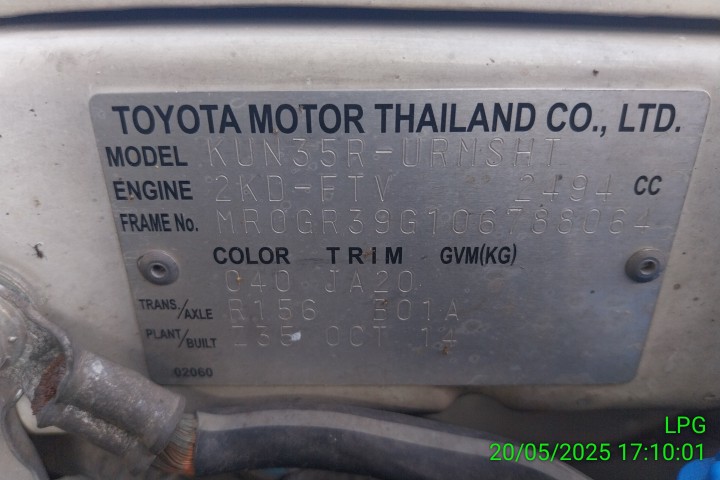 TOYOTA MOTOR THAILAND CO., LTD.
MODEL KUN35R-URMSHT
ENGINE 2KD-FTV 2494 CC
FRAME No. MR0GR39G106788064
COLOR TRIM GVM(KG)
040 JA20
TRANS./AXLE R156 B01A
PLANT/BUILT OCT 14
02060
LPG
20/05/2025 17:10:01